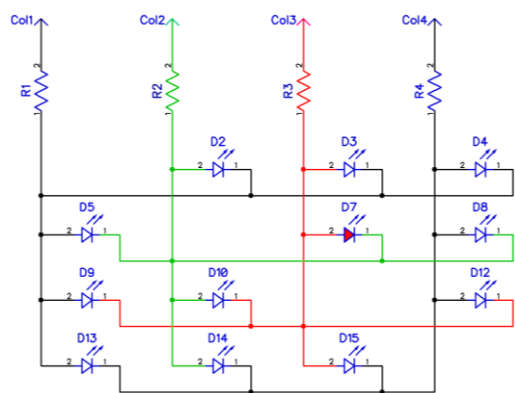 Col1 Col2 Col3 Col4
2 2 2 2
R1 R2 R3 R4
1 1 1 1
D2 D3 D4
2 1 2 1 2 1
D5 D7 D8
2 1 2 1 2 1
D9 D10 D12
2 1 2 1 2 1
D13 D14 D15
2 1 2 1 2 1